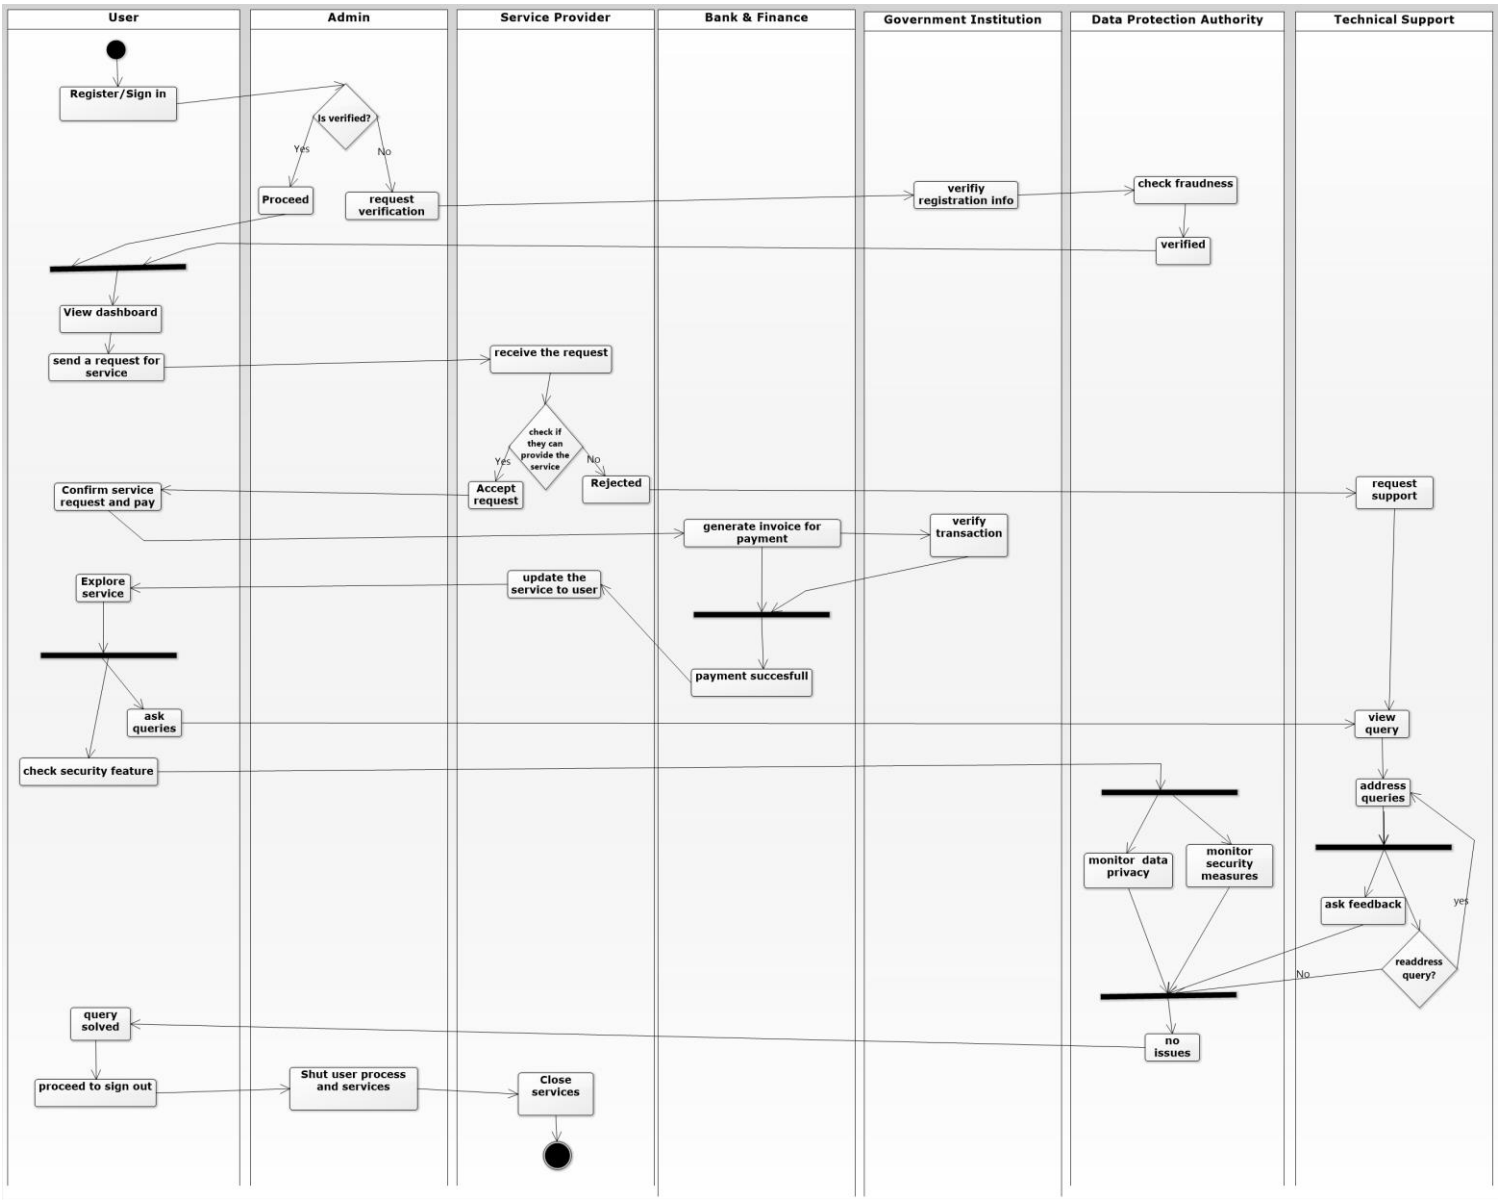 User
Admin
Service Provider
Bank & Finance
Government Institution
Data Protection Authority
Technical Support
Register/Sign in
Is verified?
Yes
No
Proceed
request
verification
verifiy
registration info
check fraudness
verified
View dashboard
send a request for
service
receive the request
check if
they can
provide the
service
Yes
No
Accept
request
Rejected
Confirm service
request and pay
request
support
generate invoice for
payment
verify
transaction
Explore
service
update the
service to user
payment succesfull
ask
queries
view
query
check security feature
address
queries
monitor data
privacy
monitor
security
measures
ask feedback
yes
readdress
query?
No
query
solved
no
issues
proceed to sign out
Shut user process
and services
Close
services